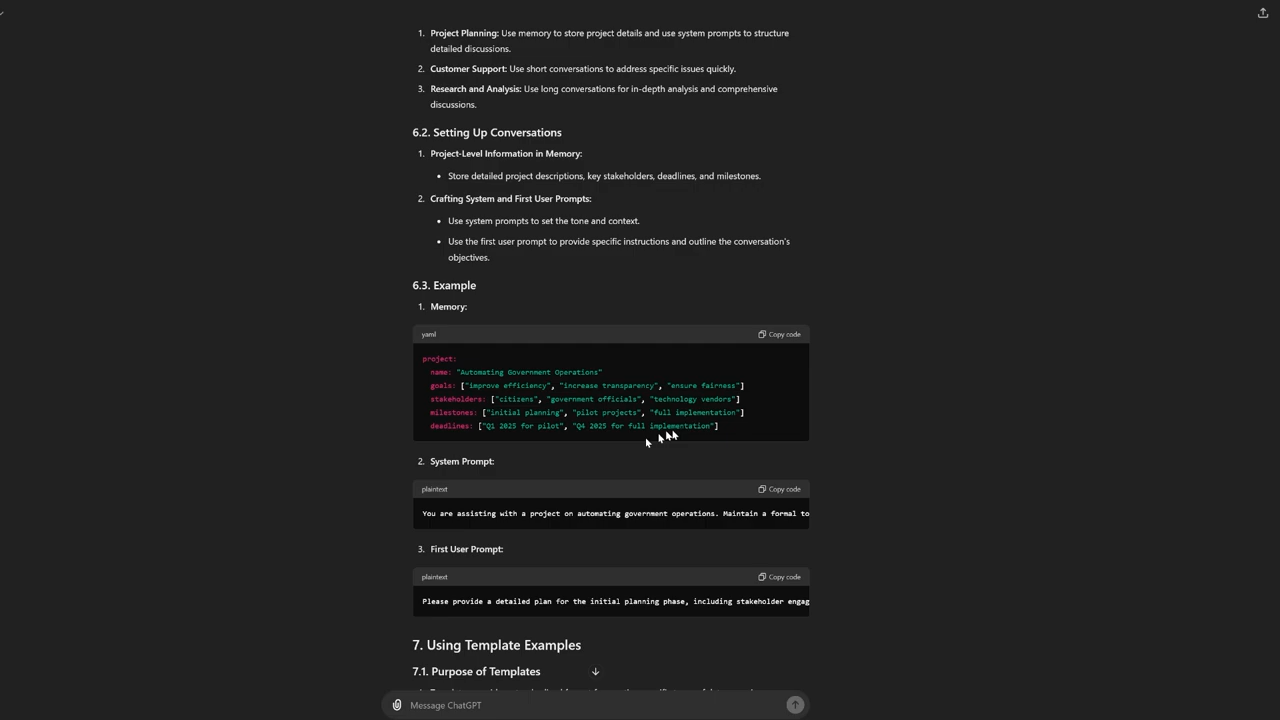 1. Project Planning: Use memory to store project details and use system prompts to structure
detailed discussions.
2. Customer Support: Use short conversations to address specific issues quickly.
3. Research and Analysis: Use long conversations for in-depth analysis and comprehensive
discussions.
6.2. Setting Up Conversations
1. Project-Level Information in Memory:
• Store detailed project descriptions, key stakeholders, deadlines, and milestones.
2. Crafting System and First User Prompts:
• Use system prompts to set the tone and context.
• Use the first user prompt to provide specific instructions and outline the conversation's
objectives.
6.3. Example
1. Memory:
yaml Copy code
project:
name: "Automating Government Operations"
goals: ["improve efficiency", "increase transparency", "ensure fairness"]
stakeholders: ["citizens", "government officials", "technology vendors"]
milestones: ["initial planning", "pilot projects", "full implementation"]
deadlines: ["Q1 2025 for pilot", "Q4 2025 for full implementation"]
2. System Prompt:
plaintext Copy code
You are assisting with a project on automating government operations. Maintain a formal to
3. First User Prompt:
plaintext Copy code
Please provide a detailed plan for the initial planning phase, including stakeholder engag
7. Using Template Examples
7.1. Purpose of Templates
Message ChatGPT